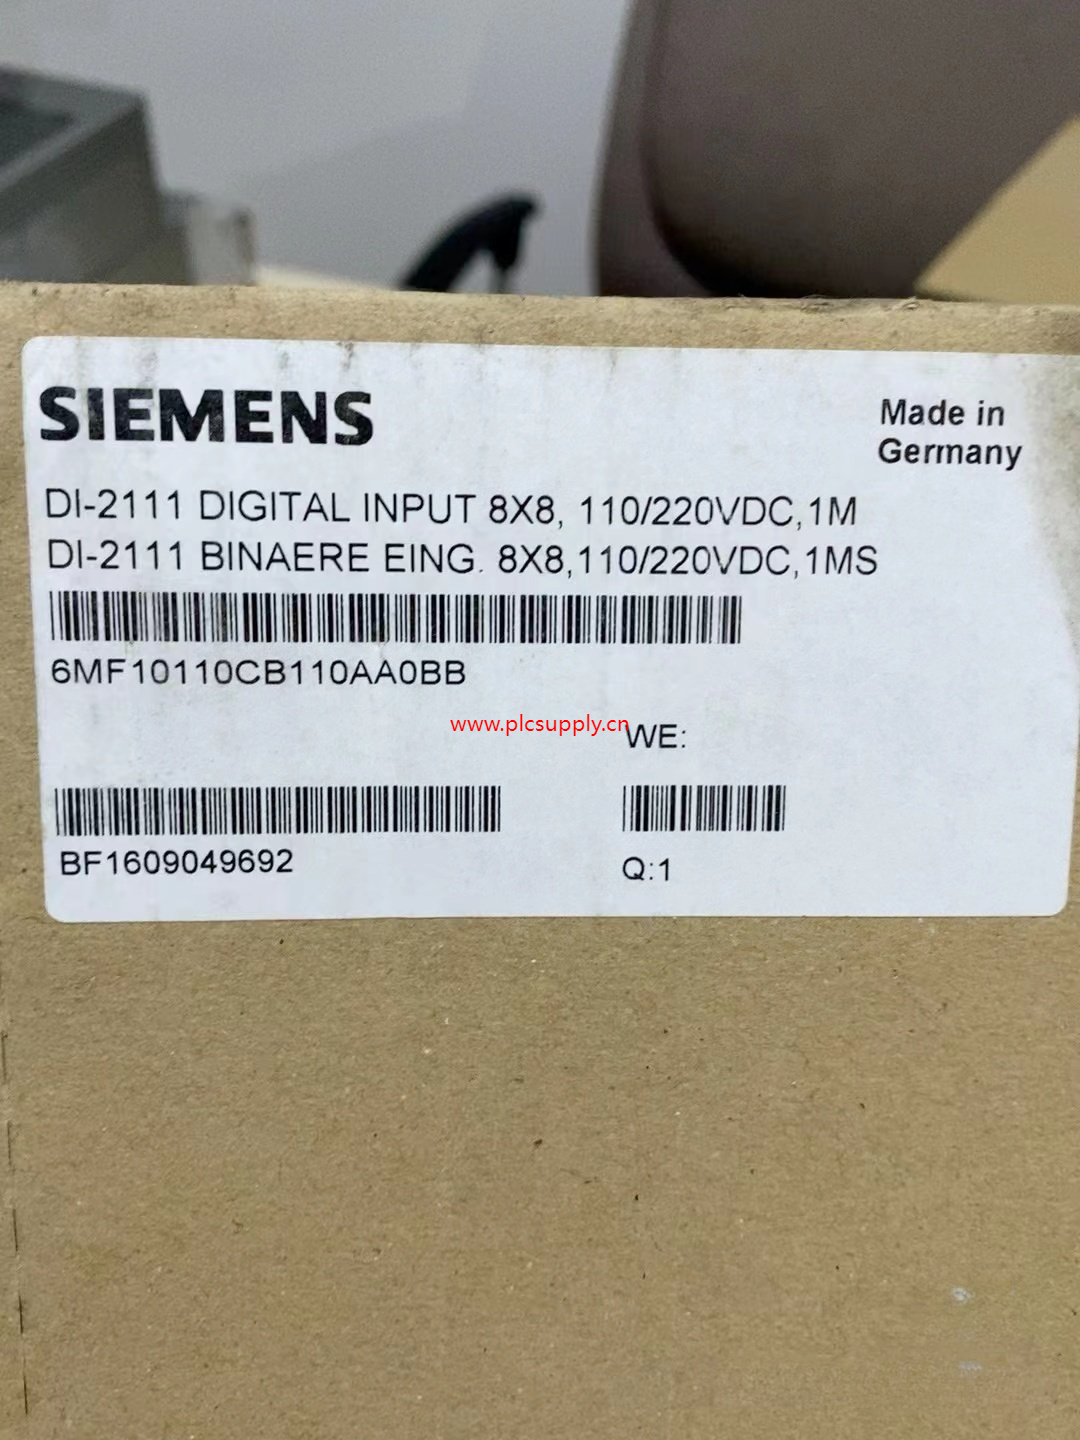 SIEMENS
Made in
Germany
DI-2111 DIGITAL INPUT 8X8, 110/220VDC,1M
DI-2111 BINAERE EING. 8X8,110/220VDC,1MS
6MF10110CB110AA0BB
www.plcsupply.cn
WE:
BF1609049692
Q:1